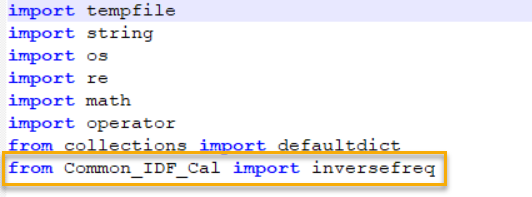 import tempfile
import string
import os
import re
import math
import operator
from collections import defaultdict
from Common_IDF_Cal import inversefreq